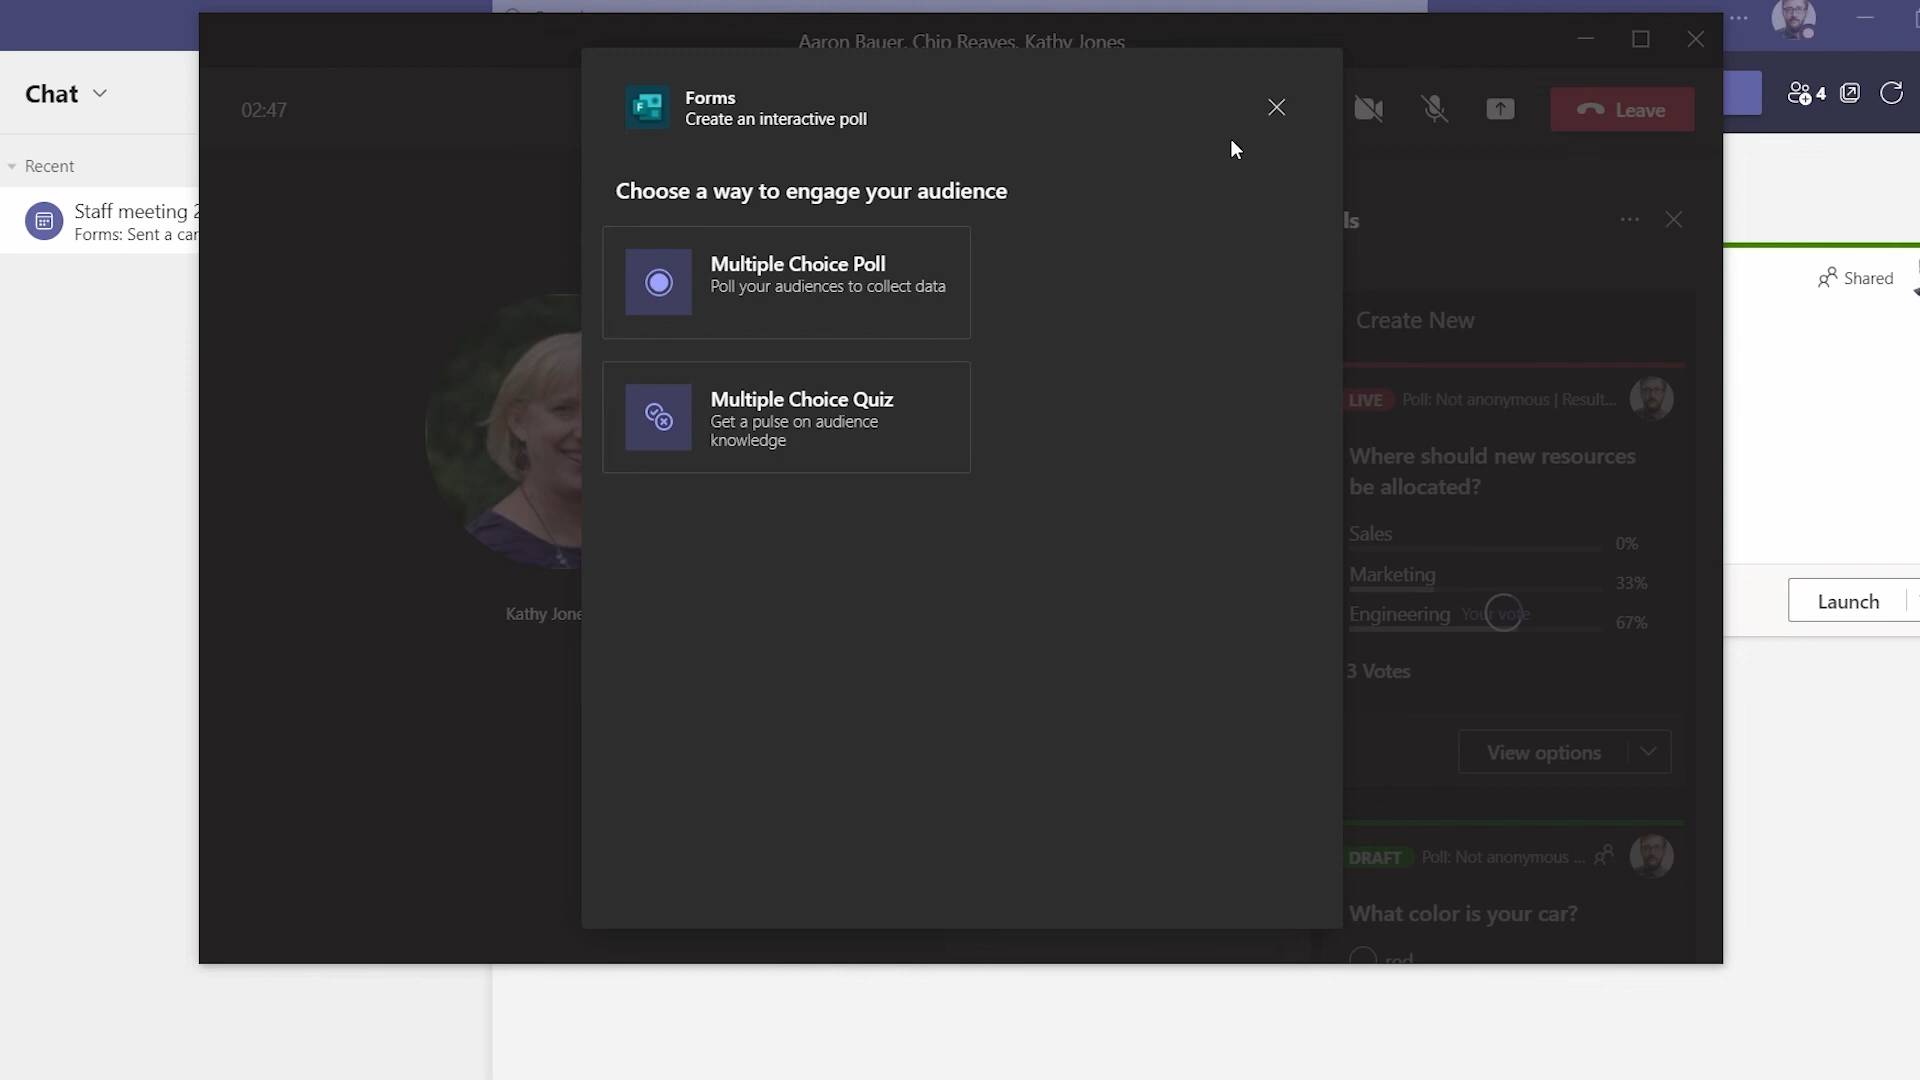 Aaron Bauer, Chip Reaves, Kathy Jones
Chat
02:47
4
Leave
Forms
Create an interactive poll
Recent
Choose a way to engage your audience
Staff meeting
Forms: Sent a
ls
Shared
Multiple Choice Poll
Poll your audiences to collect data
Create New
Multiple Choice Quiz
Get a pulse on audience
knowledge
LIVE Poll: Not anonymous | Result...
Where should new resources
be allocated?
Sales 0%
Marketing 33%
Engineering Your vote 67%
Kathy Jone
Launch
3 Votes
View options
DRAFT Poll: Not anonymous ...
What color is your car?
red